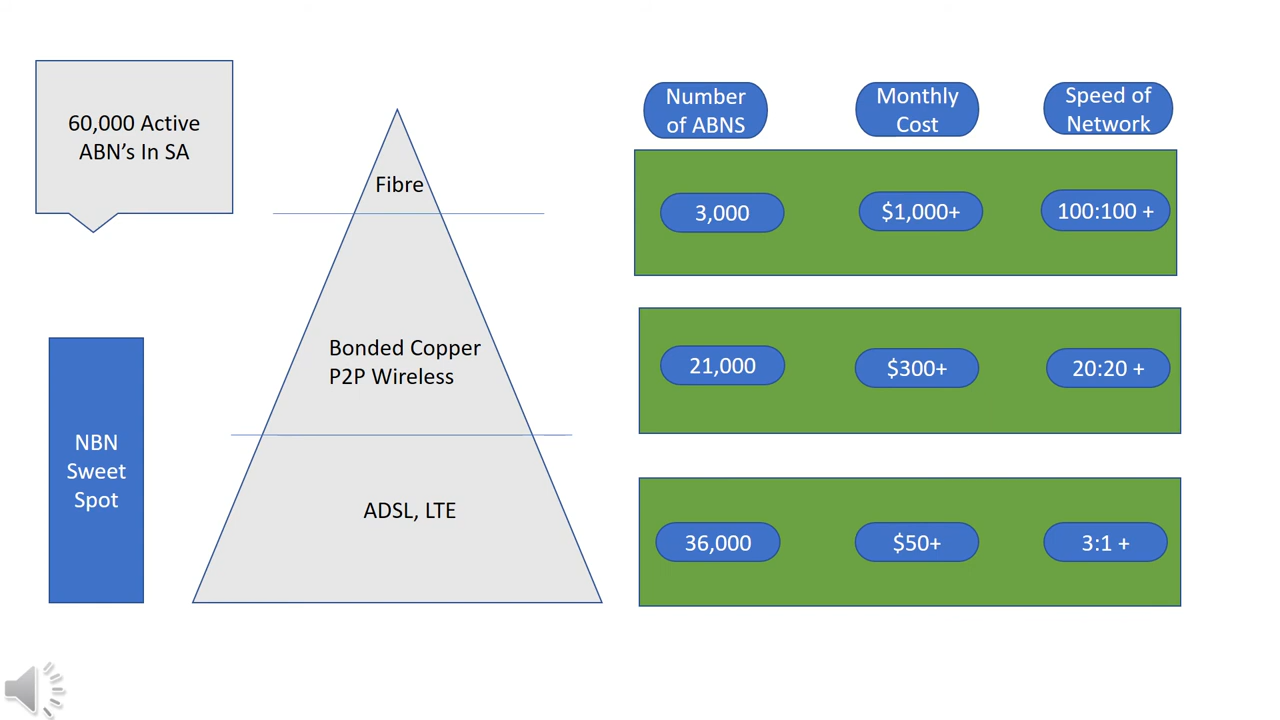 60,000 Active
ABN's In SA
Number
of ABNS
Monthly
Cost
Speed of
Network
Fibre
3,000
$1,000+
100:100 +
Bonded Copper
P2P Wireless
21,000
$300+
20:20 +
NBN
Sweet
Spot
ADSL, LTE
36,000
$50+
3:1 +